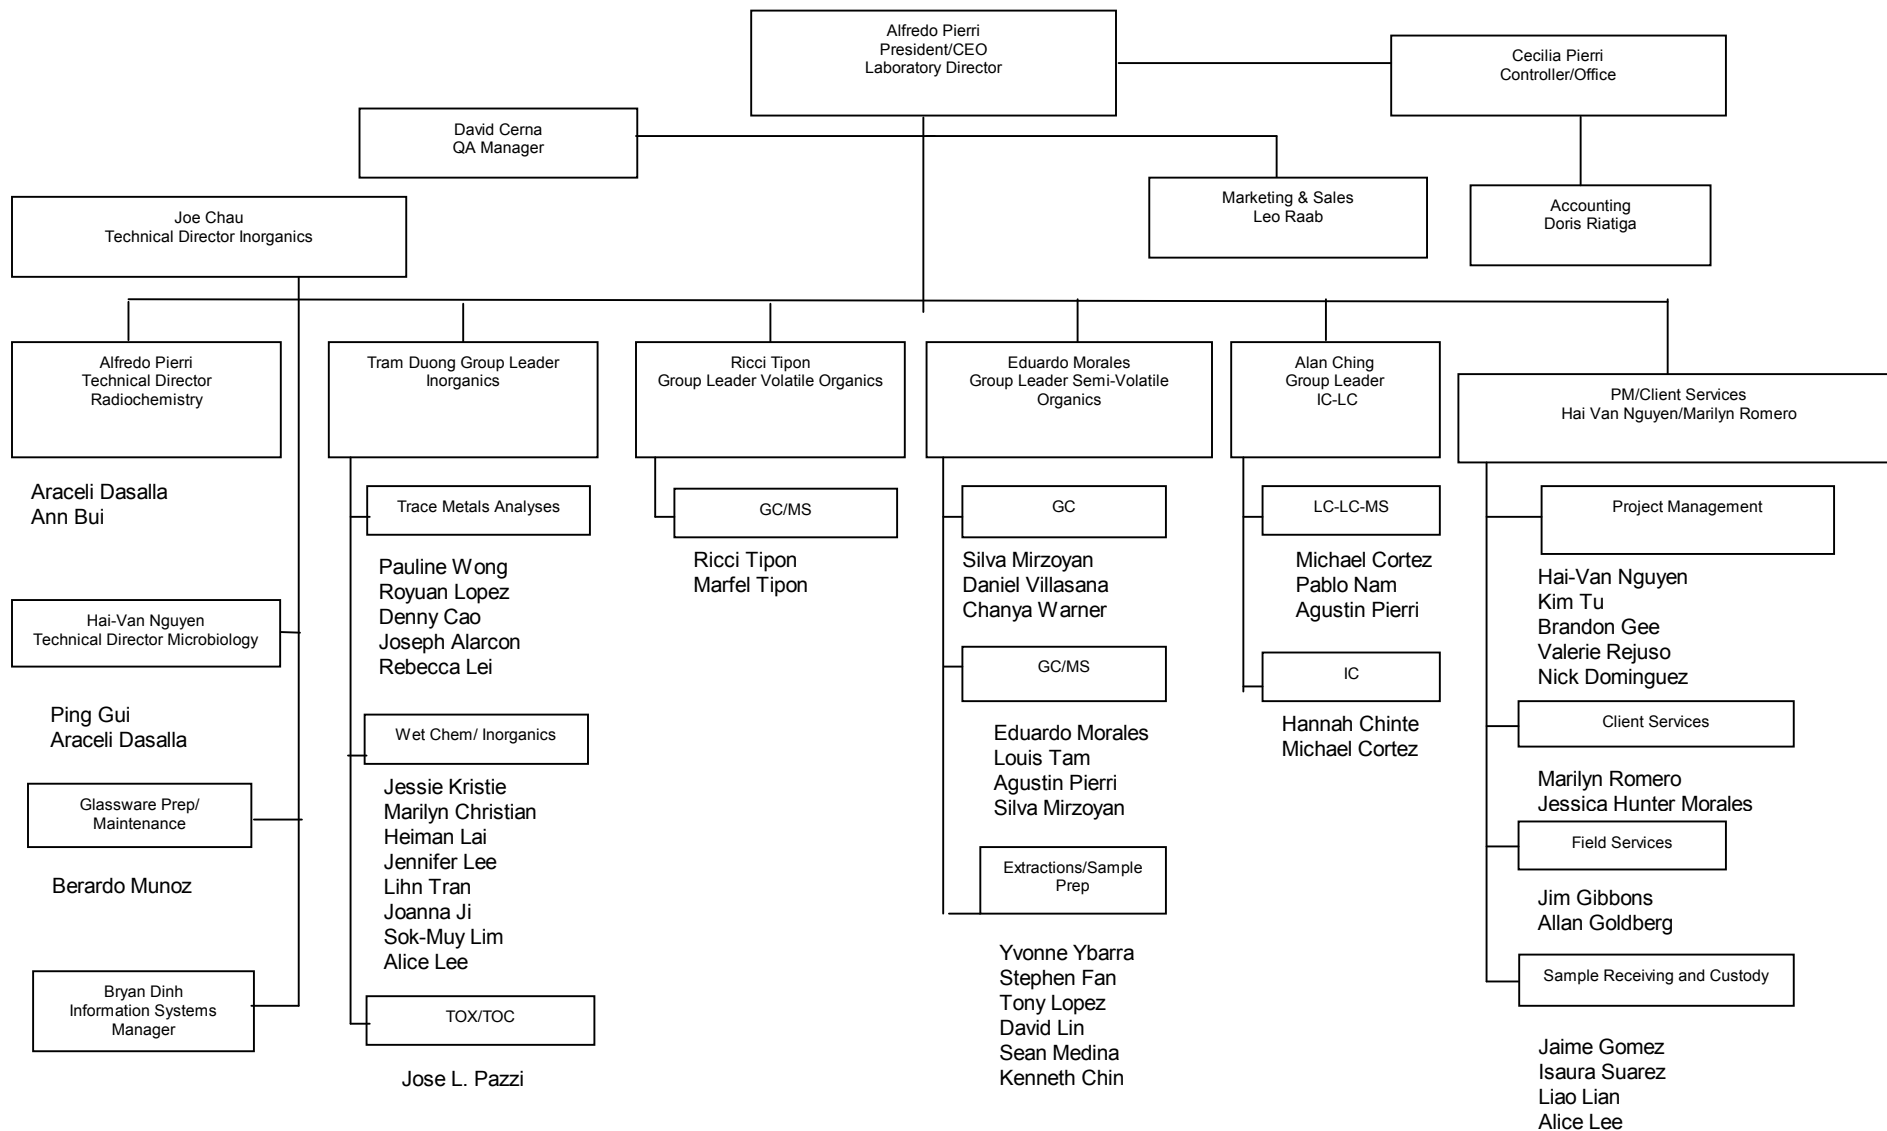 Alfredo Pierri
President/CEO
Laboratory Director
Cecilia Pierri
Controller/Office
David Cerna
QA Manager
Marketing & Sales
Leo Raab
Accounting
Doris Riatiga
Joe Chau
Technical Director Inorganics
Alfredo Pierri
Technical Director
Radiochemistry
Araceli Dasalla
Ann Bui
Hai-Van Nguyen
Technical Director Microbiology
Ping Gui
Araceli Dasalla
Glassware Prep/
Maintenance
Berardo Munoz
Bryan Dinh
Information Systems
Manager
Tram Duong Group Leader
Inorganics
Trace Metals Analyses
Pauline Wong
Royuan Lopez
Denny Cao
Joseph Alarcon
Rebecca Lei
Wet Chem/ Inorganics
Jessie Kristie
Marilyn Christian
Heiman Lai
Jennifer Lee
Lihn Tran
Joanna Ji
Sok-Muy Lim
Alice Lee
TOX/TOC
Jose L. Pazzi
Ricci Tipon
Group Leader Volatile Organics
GC/MS
Ricci Tipon
Marfel Tipon
Eduardo Morales
Group Leader Semi-Volatile
Organics
GC
Silva Mirzoyan
Daniel Villasana
Chanya Warner
GC/MS
Eduardo Morales
Louis Tam
Agustin Pierri
Silva Mirzoyan
Extractions/Sample
Prep
Yvonne Ybarra
Stephen Fan
Tony Lopez
David Lin
Sean Medina
Kenneth Chin
Alan Ching
Group Leader
IC-LC
LC-LC-MS
Michael Cortez
Pablo Nam
Agustin Pierri
IC
Hannah Chinte
Michael Cortez
PM/Client Services
Hai Van Nguyen/Marilyn Romero
Project Management
Hai-Van Nguyen
Kim Tu
Brandon Gee
Valerie Rejuso
Nick Dominguez
Client Services
Marilyn Romero
Jessica Hunter Morales
Field Services
Jim Gibbons
Allan Goldberg
Sample Receiving and Custody
Jaime Gomez
Isaura Suarez
Liao Lian
Alice Lee